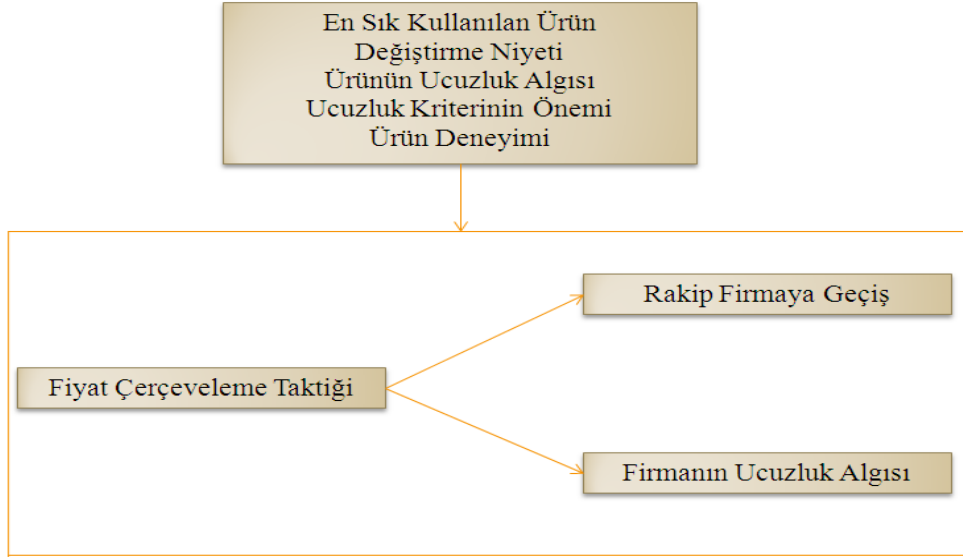 En Sık Kullanılan Ürün
Değiştirme Niyeti
Ürünün Ucuzluk Algısı
Ucuzluk Kriterinin Önemi
Ürün Deneyimi
Rakip Firmaya Geçiş
Fiyat Çerçeveleme Taktiği
Firmanın Ucuzluk Algısı